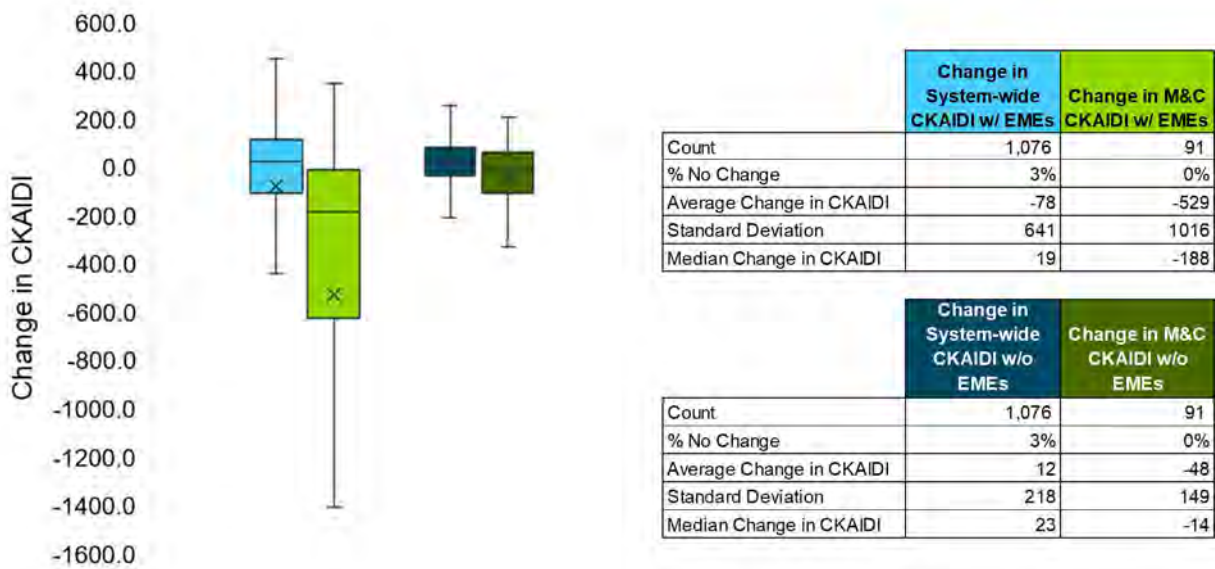 600.0
400.0
200.0
0.0
-200.0
-400.0
-600.0
-800.0
-1000.0
-1200.0
-1400.0
-1600.0
Change in CKAIDI
Change in System-wide CKAIDI w/ EMEs Change in M&C CKAIDI w/ EMEs
Count 1,076 91
% No Change 3% 0%
Average Change in CKAIDI -78 -529
Standard Deviation 641 1016
Median Change in CKAIDI 19 -188
Change in System-wide CKAIDI w/o EMEs Change in M&C CKAIDI w/o EMEs
Count 1,076 91
% No Change 3% 0%
Average Change in CKAIDI 12 -48
Standard Deviation 218 149
Median Change in CKAIDI 23 -14